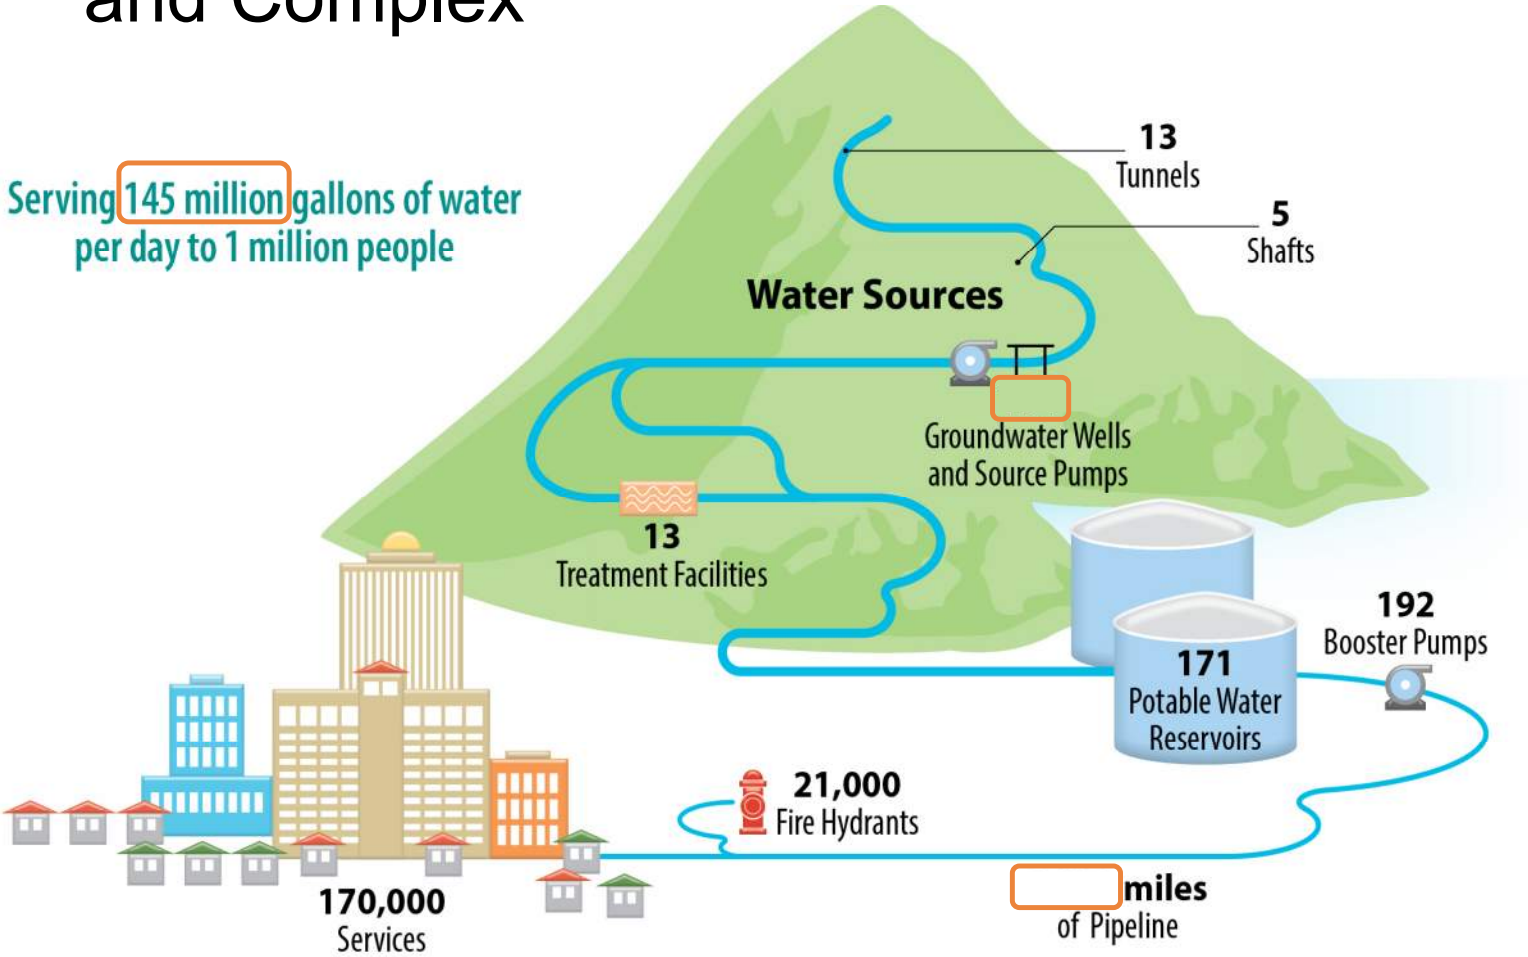 and Complex
Serving 145 million gallons of water
per day to 1 million people
13
Tunnels
5
Shafts
Water Sources
Groundwater Wells
and Source Pumps
13
Treatment Facilities
192
Booster Pumps
171
Potable Water
Reservoirs
21,000
Fire Hydrants
miles
of Pipeline
170,000
Services